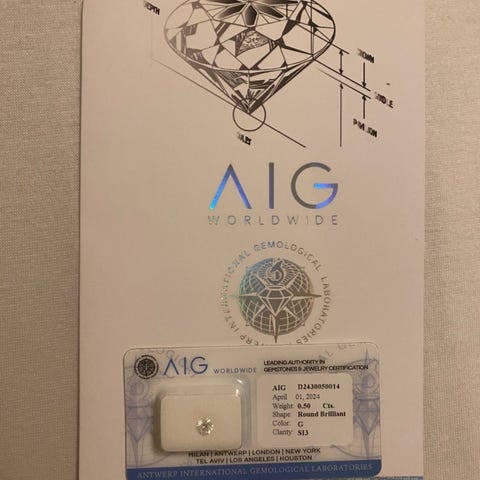 DEPTH
CROWN
GIRDLE
PAVILION
CULET
AIG
WORLDWIDE
ANTWERP INTERNATIONAL GEMOLOGICAL LABORATORIES
AIG WORLDWIDE
LEADING AUTHORITY IN
GEMSTONES & JEWELRY CERTIFICATION
AIG D2430050014
April 01, 2024
Weight: 0.50 Cts.
Shape: Round Brilliant
Color: G
Clarity: SI3
MILAN | ANTWERP | LONDON | NEW YORK
TEL AVIV | LOS ANGELES | HOUSTON
ANTWERP INTERNATIONAL GEMOLOGICAL LABORATORIES